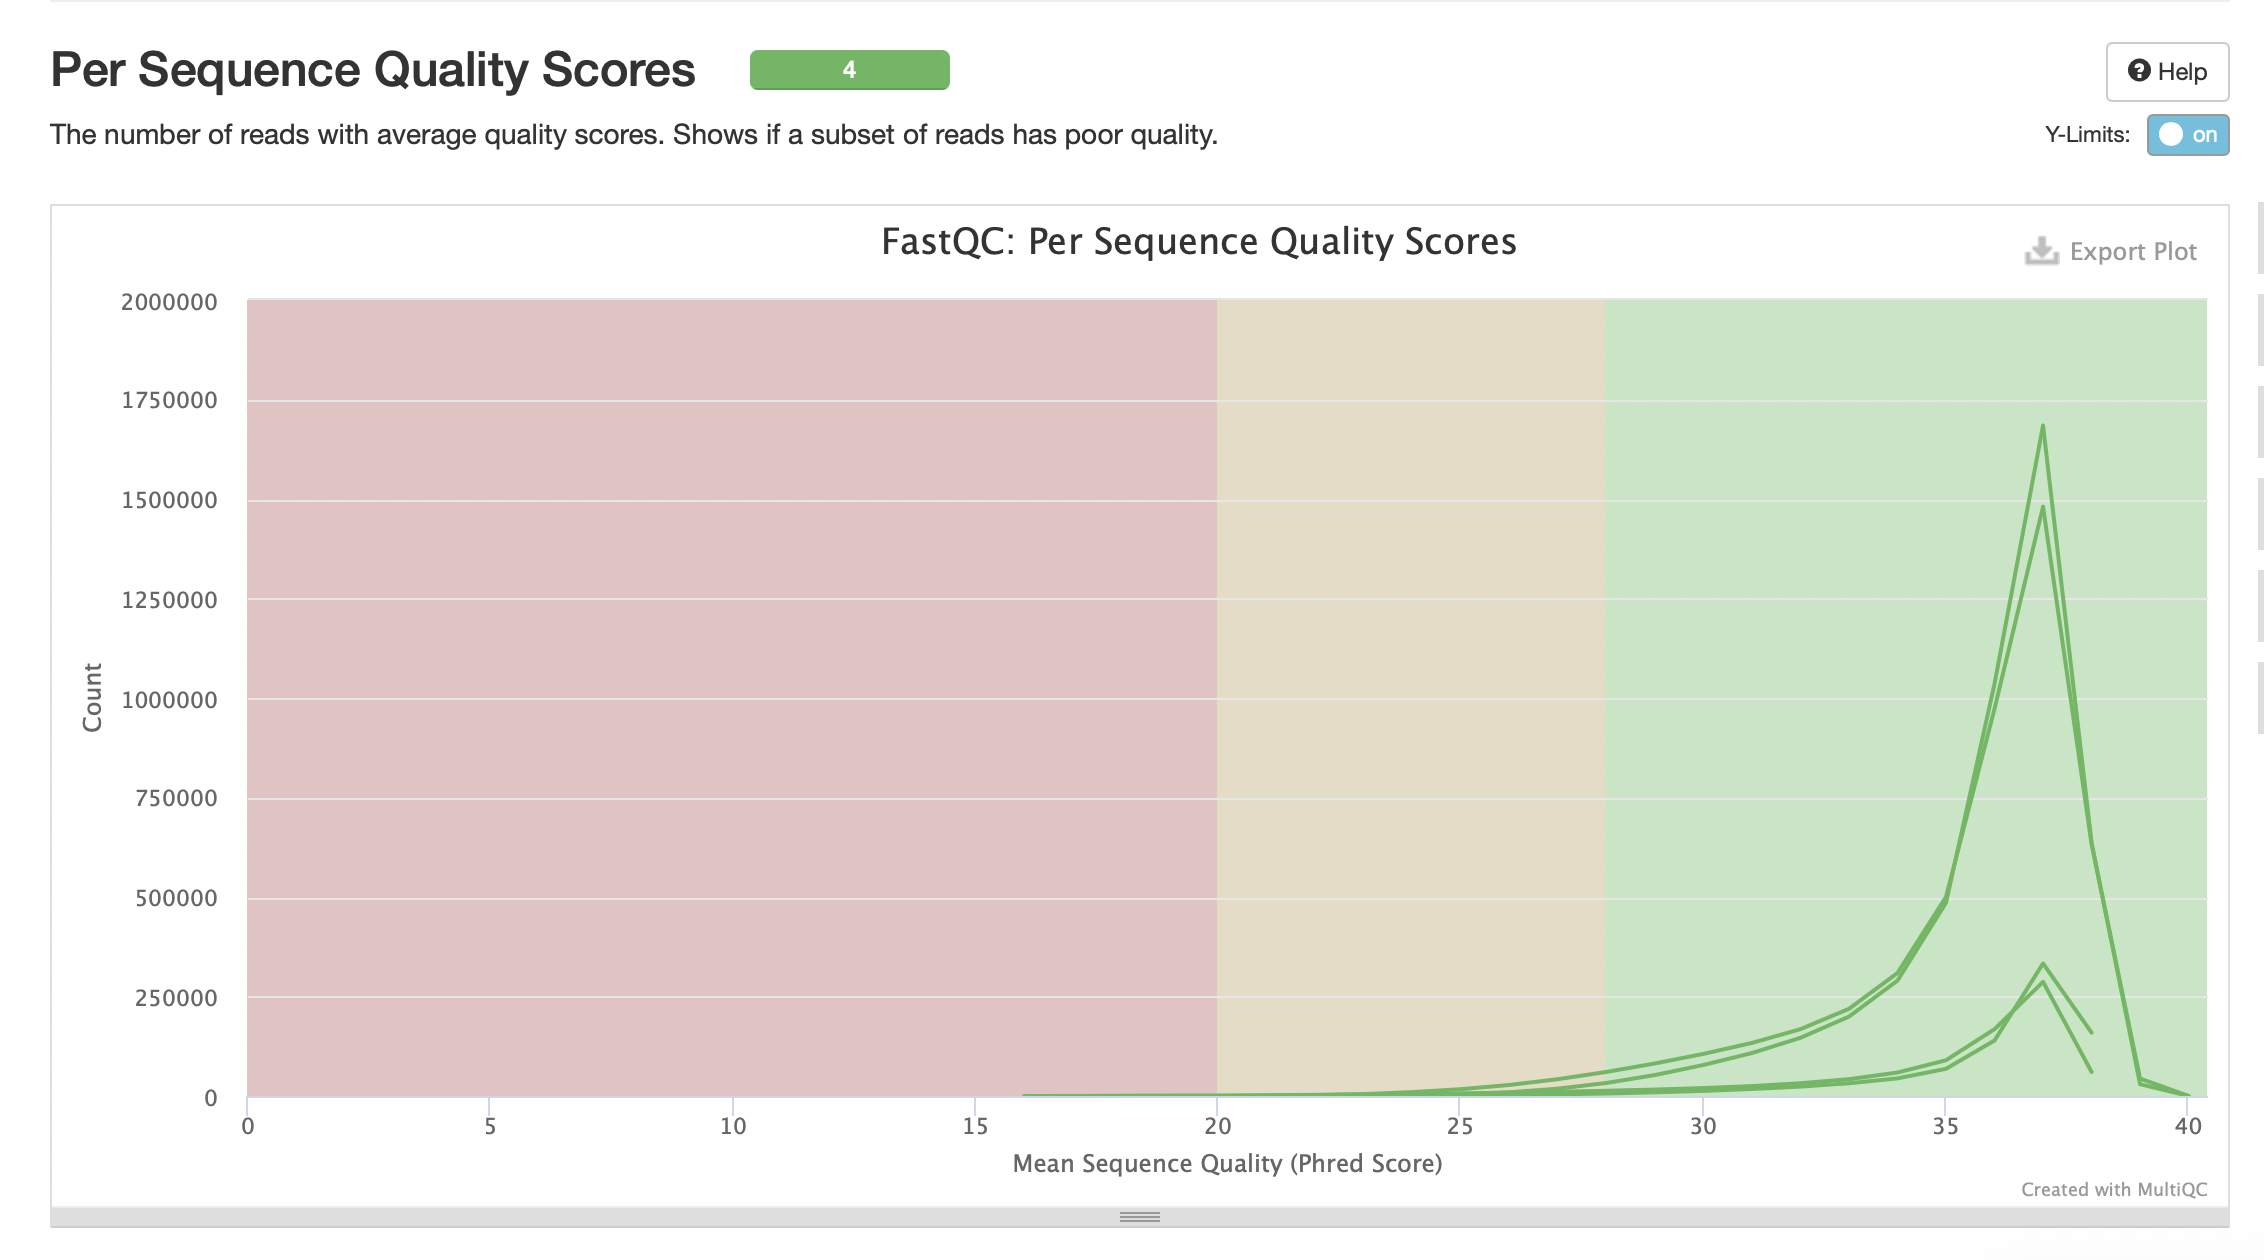 Per Sequence Quality Scores
4
Help
The number of reads with average quality scores. Shows if a subset of reads has poor quality.
Y-Limits:
on
FastQC: Per Sequence Quality Scores
Export Plot
2000000
1750000
1500000
1250000
1000000
750000
500000
250000
0
Count
0 5 10 15 20 25 30 35 40
Mean Sequence Quality (Phred Score)
Created with MultiQC